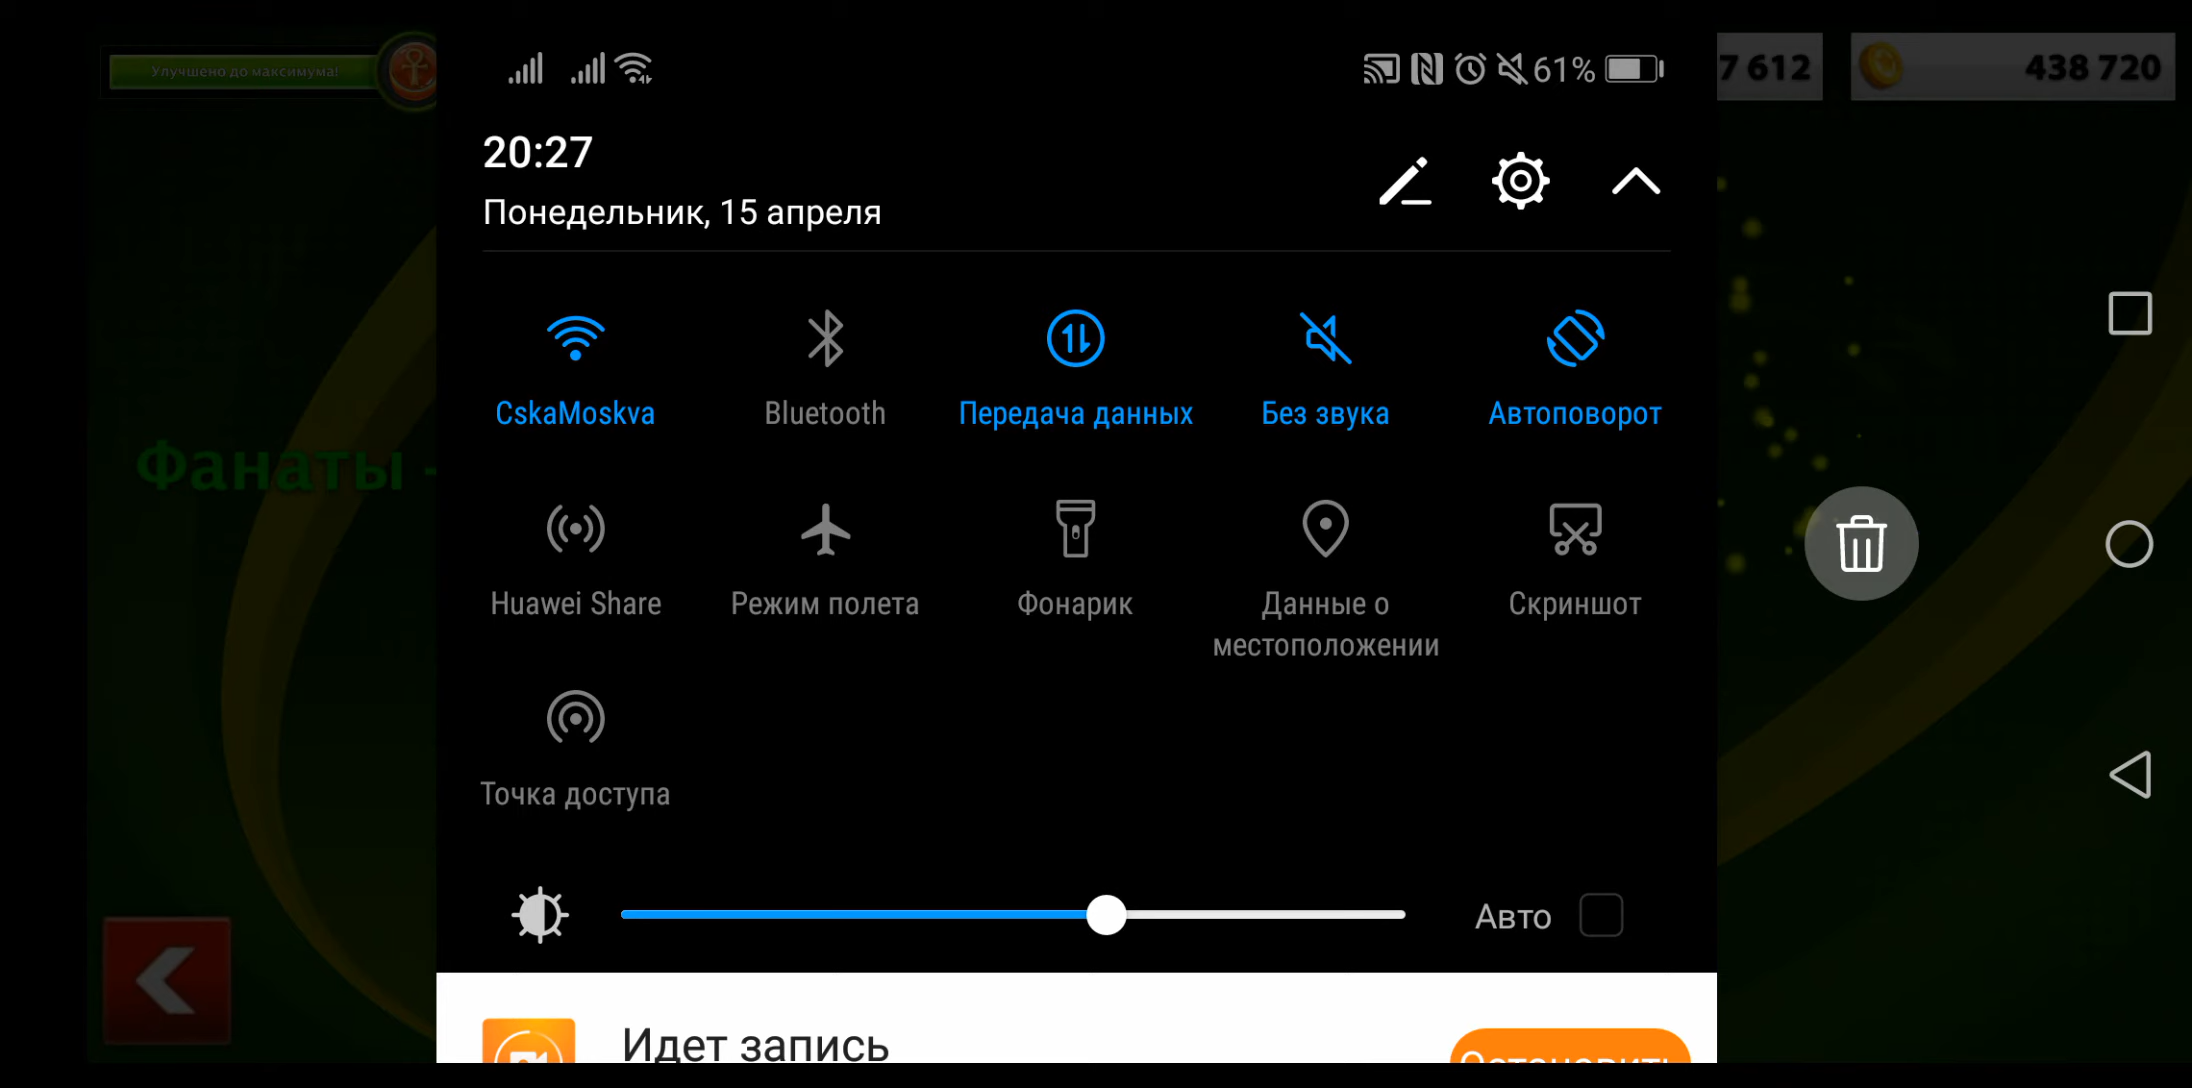 Улучшено до максимума!
61%
7 612
438 720
20:27
Понедельник, 15 апреля
CskaMoskva
Bluetooth
Передача данных
Без звука
Автоповорот
Фанаты -
Huawei Share
Режим полета
Фонарик
Данные о
местоположении
Скриншот
Точка доступа
Авто
Идет запись
Остановить